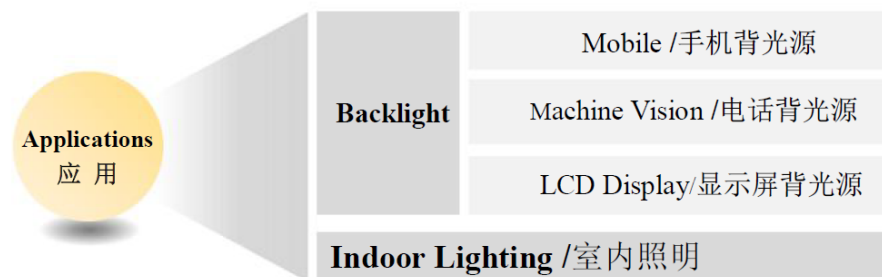 Applications
应 用
Backlight
Mobile /手机背光源
Machine Vision /电话背光源
LCD Display/显示屏背光源
Indoor Lighting /室内照明